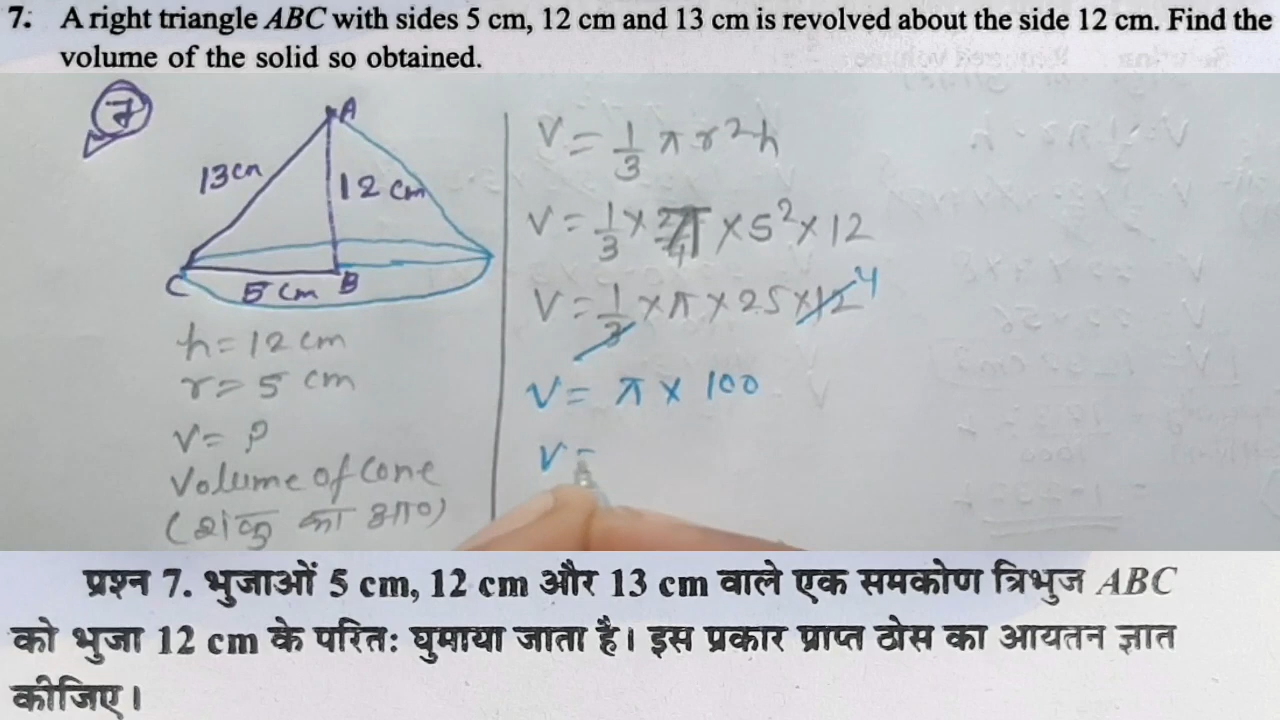 7. A right triangle ABC with sides 5 cm, 12 cm and 13 cm is revolved about the side 12 cm. Find the
volume of the solid so obtained.
7
A
13cm
12 cm
C
5 cm
B
h=12 cm
r= 5 cm
V= ?
Volume of Cone
(शंकु का आ०)
V= 1/3 π r²h
V= 1/3 × π × 5² × 12
V= 1/3 × π × 25 × 12 4
V= π × 100
V=
प्रश्न 7. भुजाओं 5 cm, 12 cm और 13 cm वाले एक समकोण त्रिभुज ABC
को भुजा 12 cm के परितः घुमाया जाता है। इस प्रकार प्राप्त ठोस का आयतन ज्ञात
कीजिए।